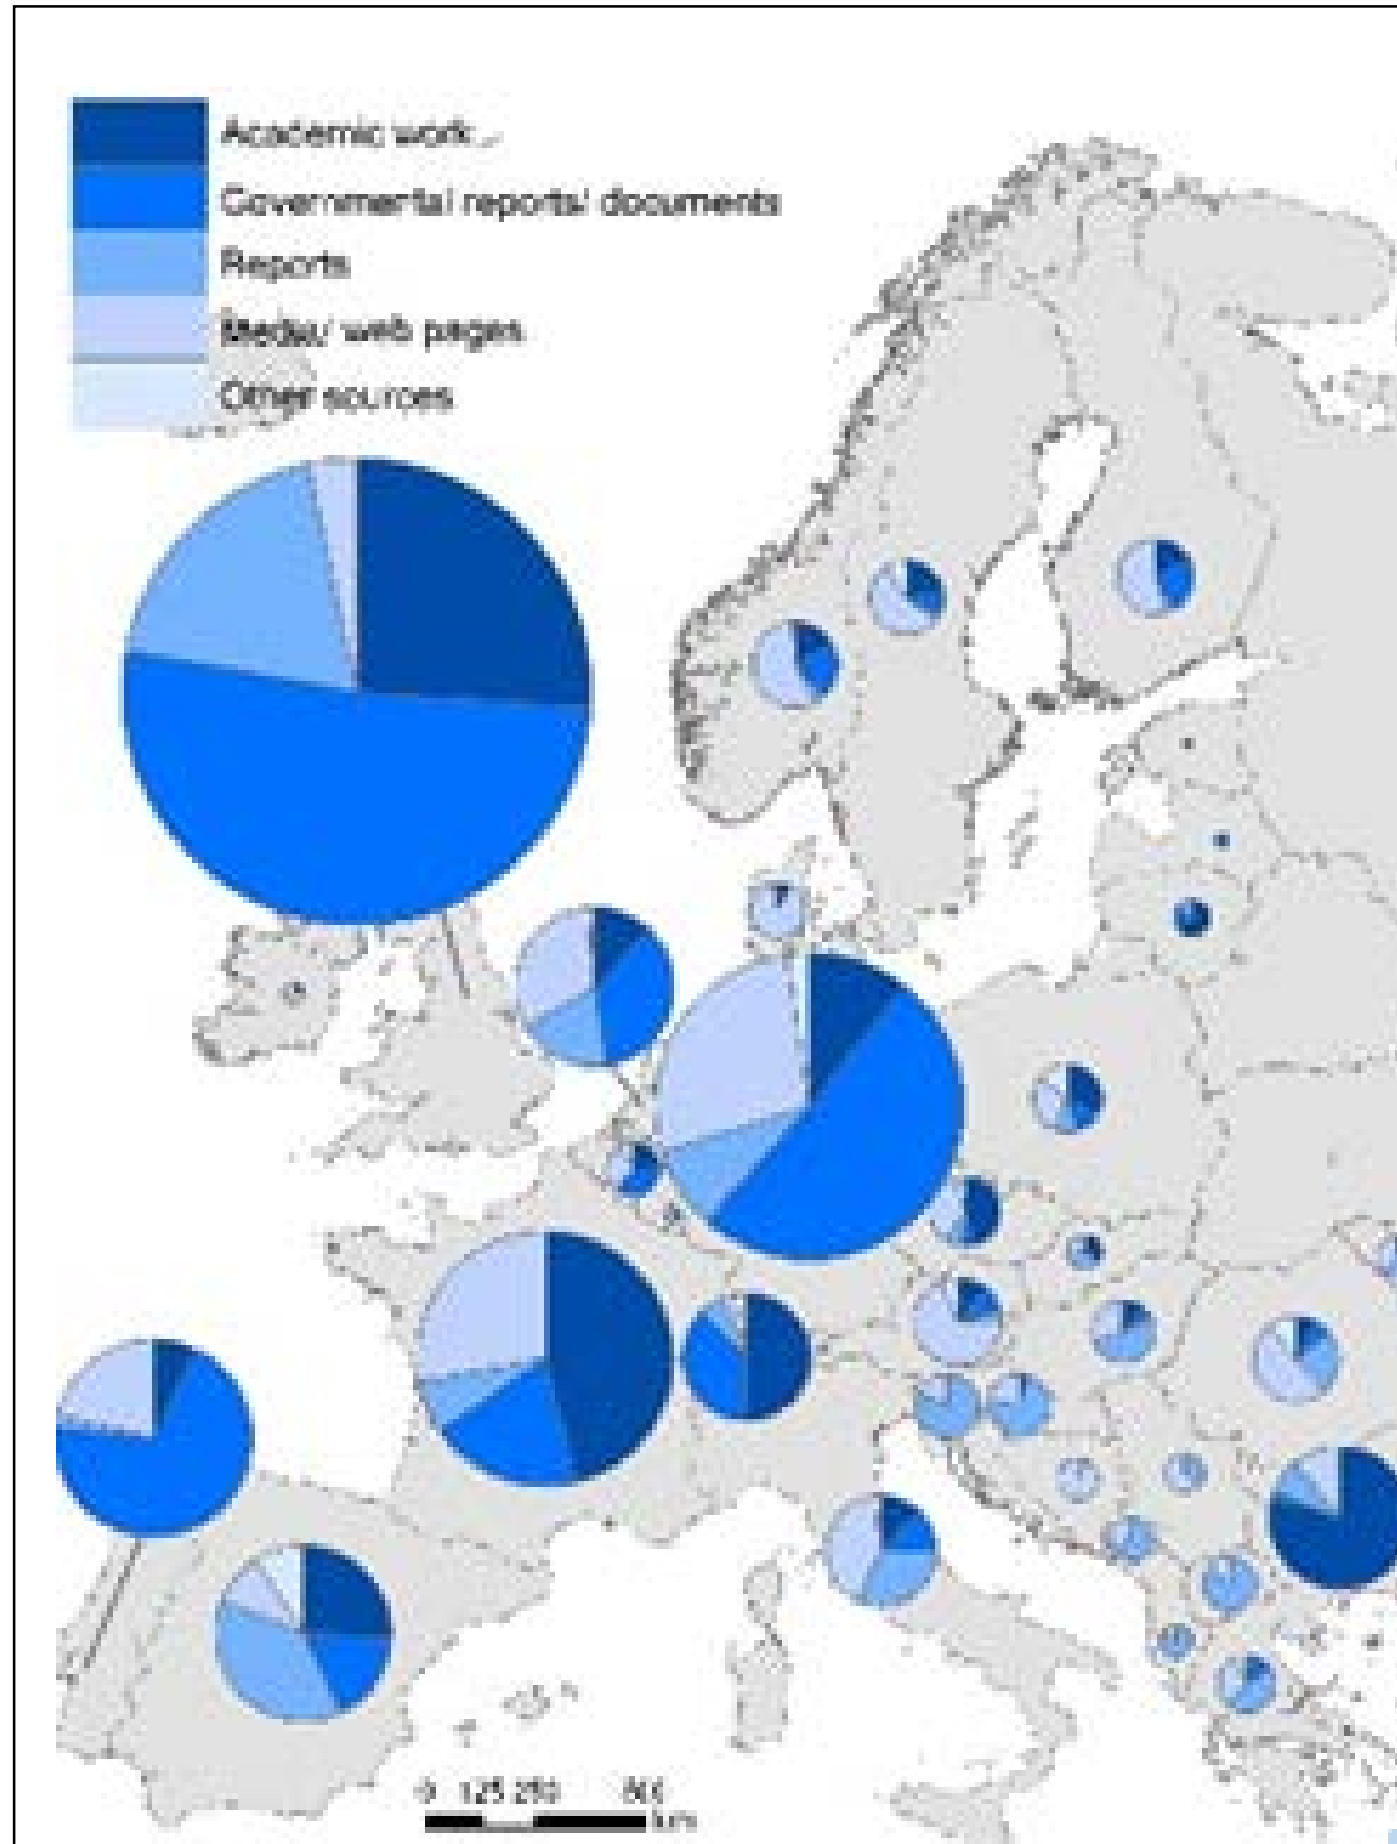 Academic work
Governmental reports/ documents
Reports
Media/ web pages
Other sources
0 125 250 500
km